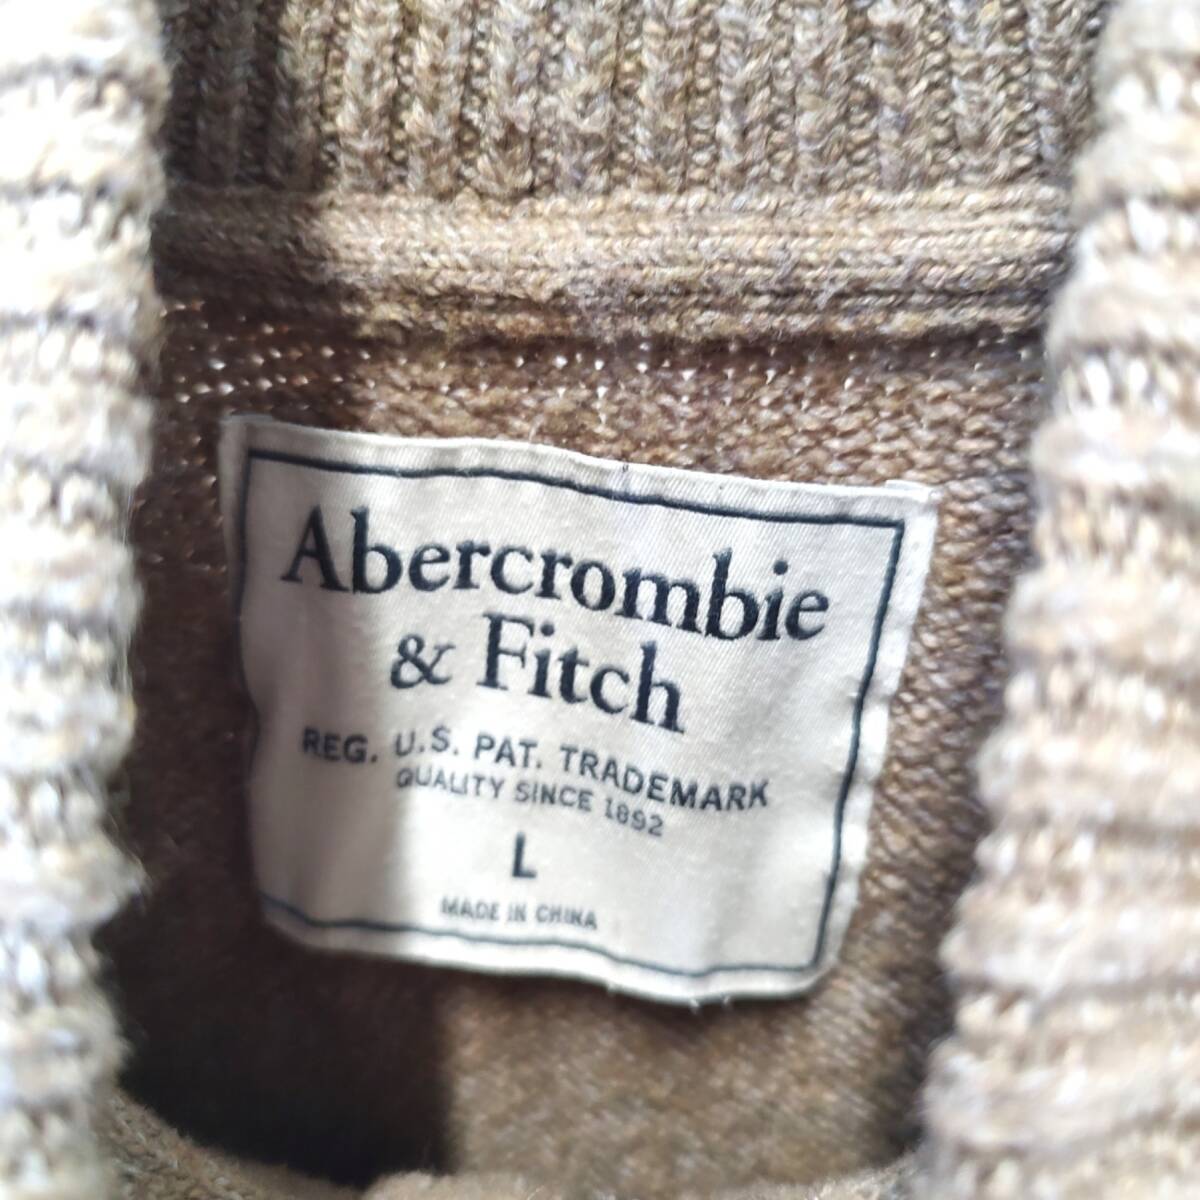 Abercrombie
& Fitch
REG. U.S. PAT. TRADEMARK
QUALITY SINCE 1892
L
MADE IN CHINA